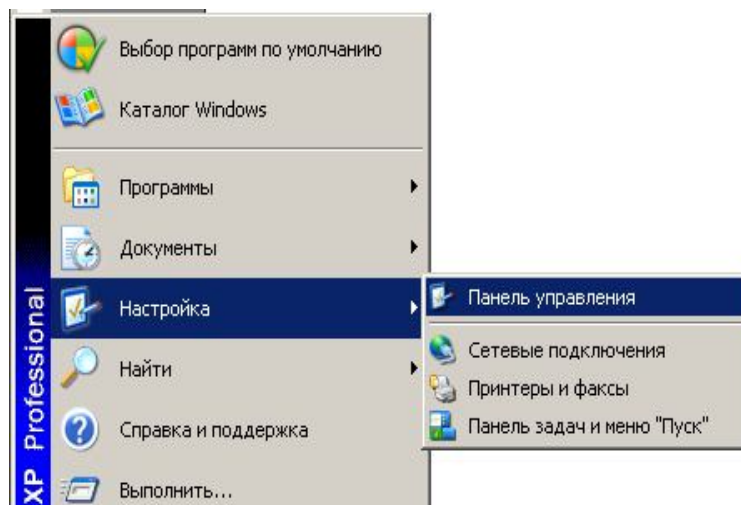 Выбор программ по умолчанию
Каталог Windows
Программы
Документы
Настройка
Найти
Справка и поддержка
Выполнить...
Панель управления
Сетевые подключения
Принтеры и факсы
Панель задач и меню "Пуск"
XP Professional